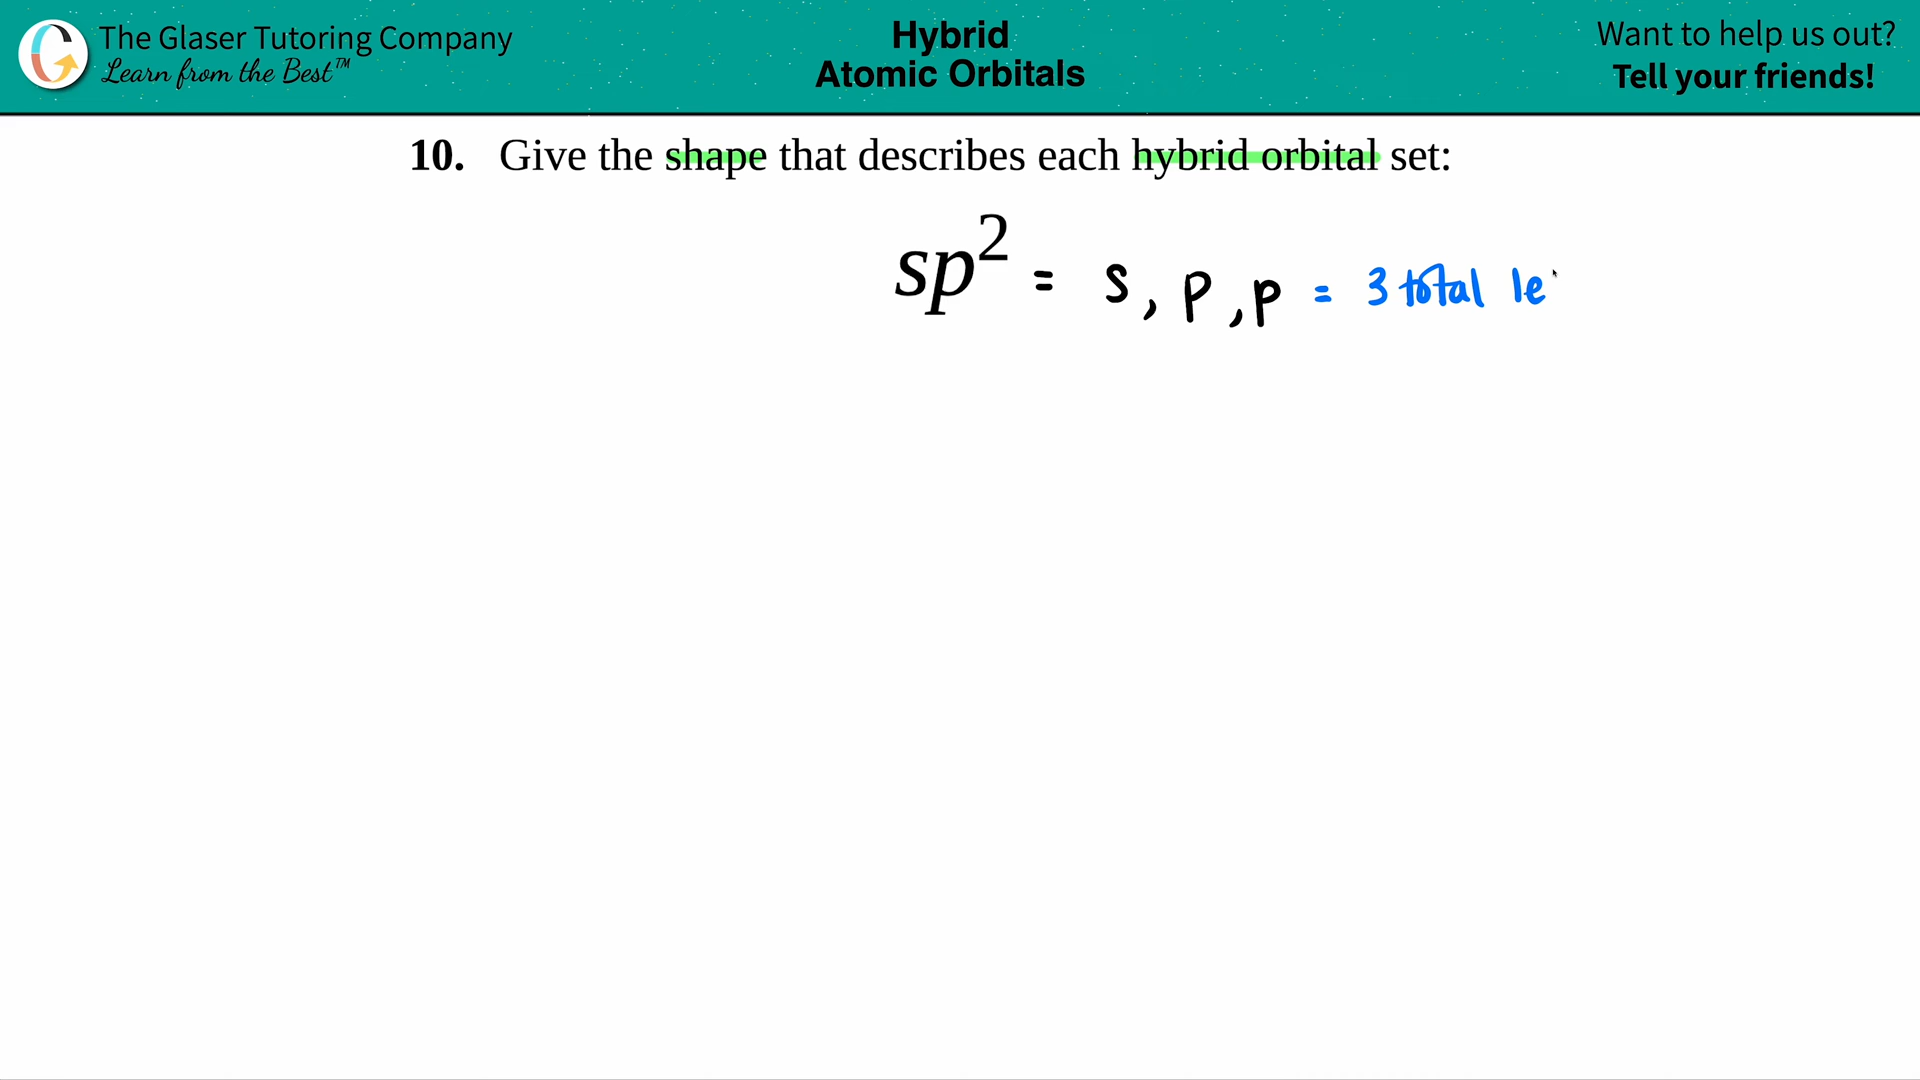 The Glaser Tutoring Company
Learn from the Best™
Hybrid
Atomic Orbitals
Want to help us out?
Tell your friends!
10. Give the shape that describes each hybrid orbital set:
sp² = s, p, p = 3 total le